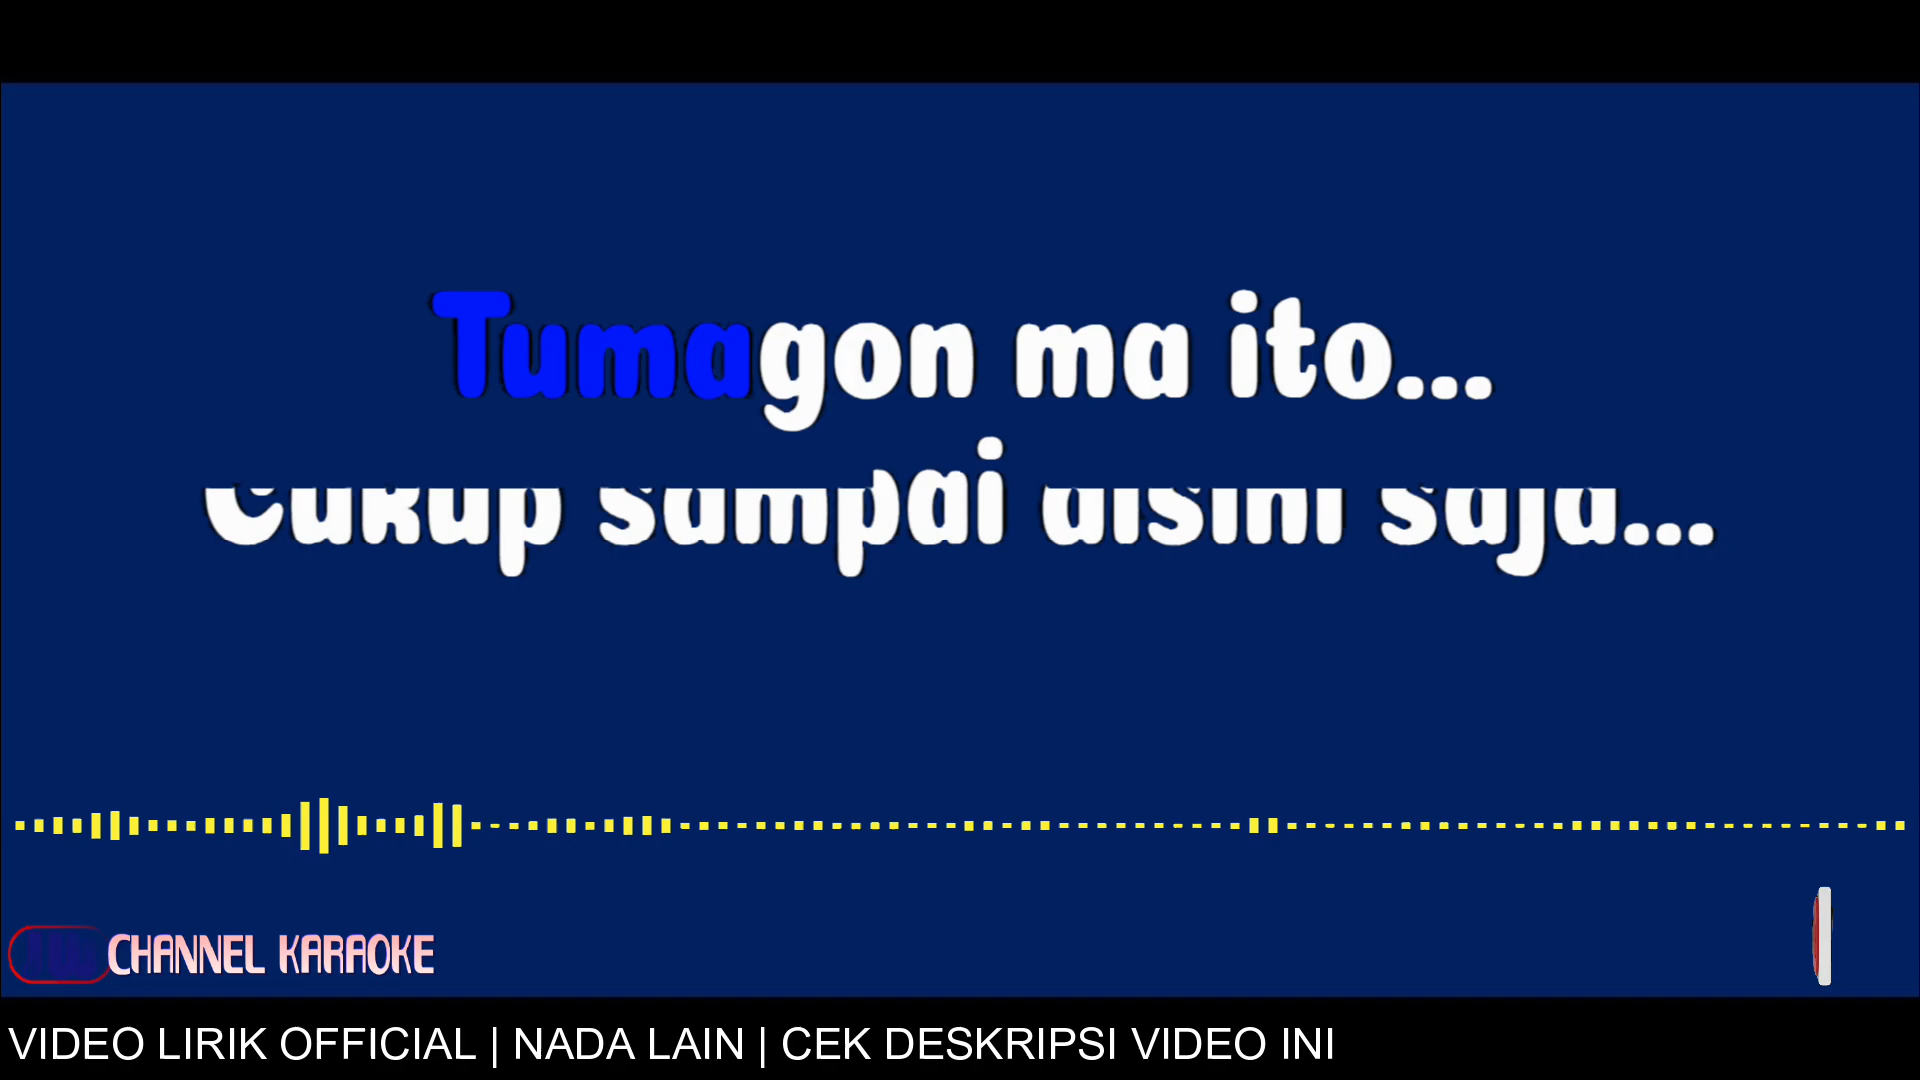 Tumagon ma ito...
Cukup sampai disini saja...
CHANNEL KARAOKE
VIDEO LIRIK OFFICIAL | NADA LAIN | CEK DESKRIPSI VIDEO INI